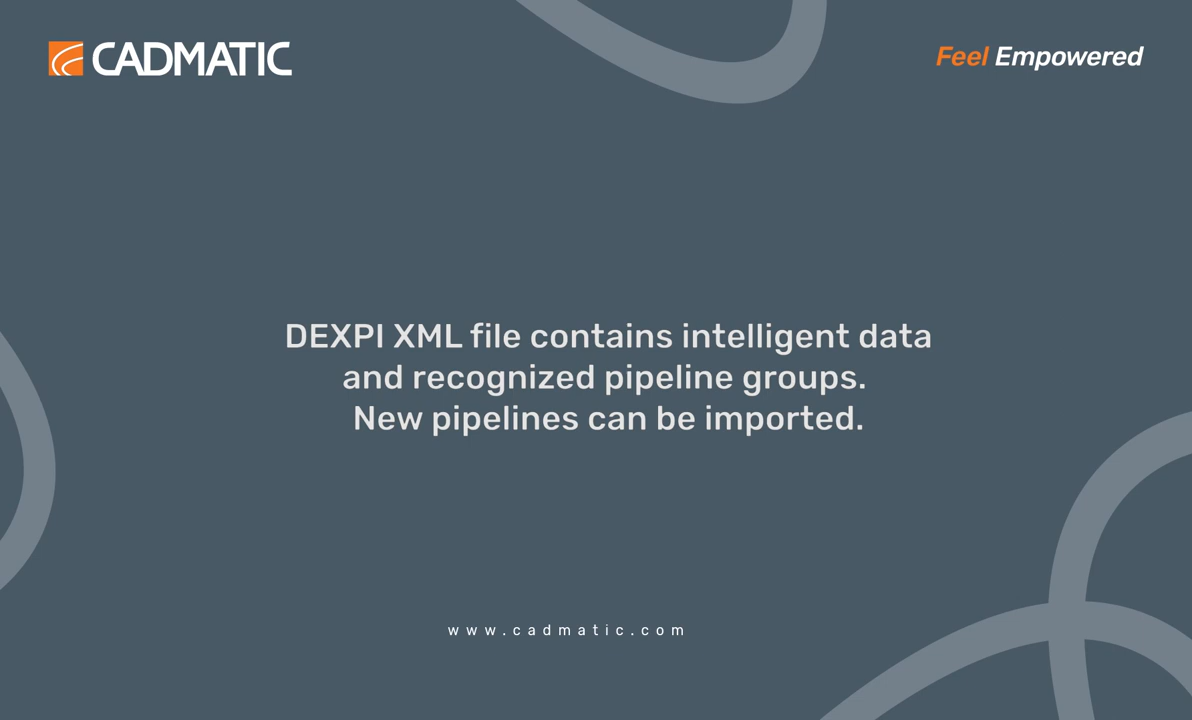 CADMATIC
Feel Empowered
DEXPI XML file contains intelligent data
and recognized pipeline groups.
New pipelines can be imported.
www.cadmatic.com